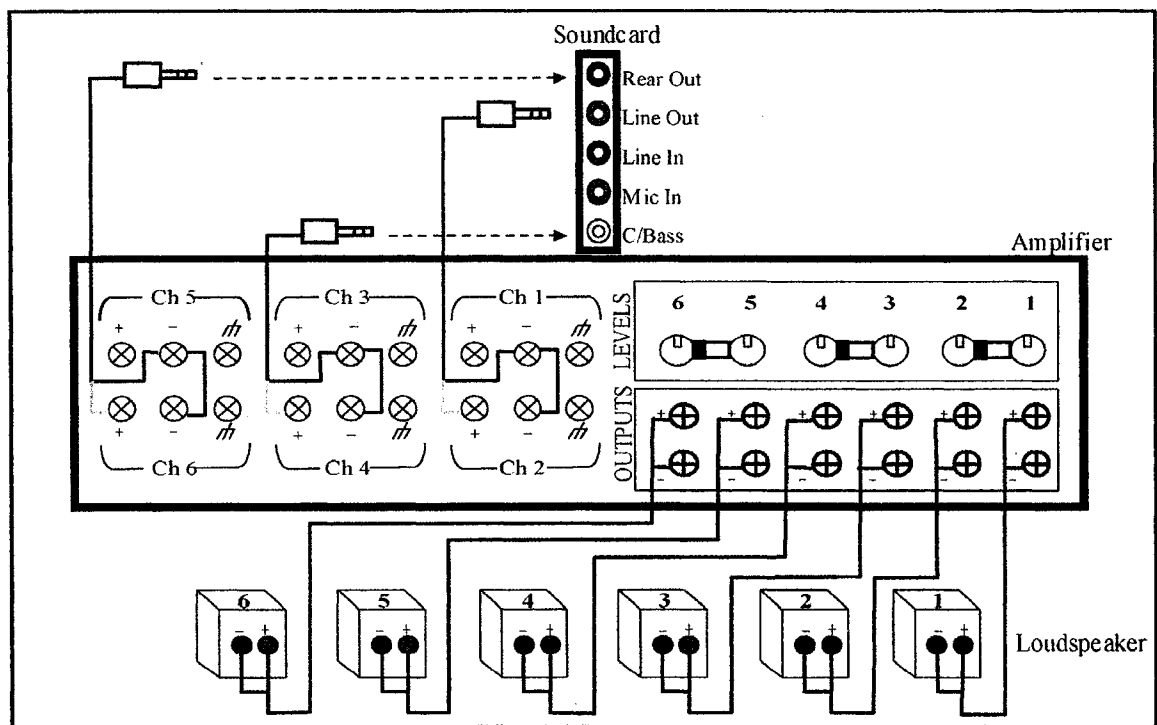 Soundcard
Rear Out
Line Out
Line In
Mic In
C/Bass
Amplifier
Ch 5 Ch 3 Ch 1
+ − + − + −
+ − + − + −
Ch 6 Ch 4 Ch 2
LEVELS
6 5 4 3 2 1
OUTPUTS
+ + + + + +
− − − − − −
6 5 4 3 2 1
− + − + − + − + − + − +
Loudspeaker